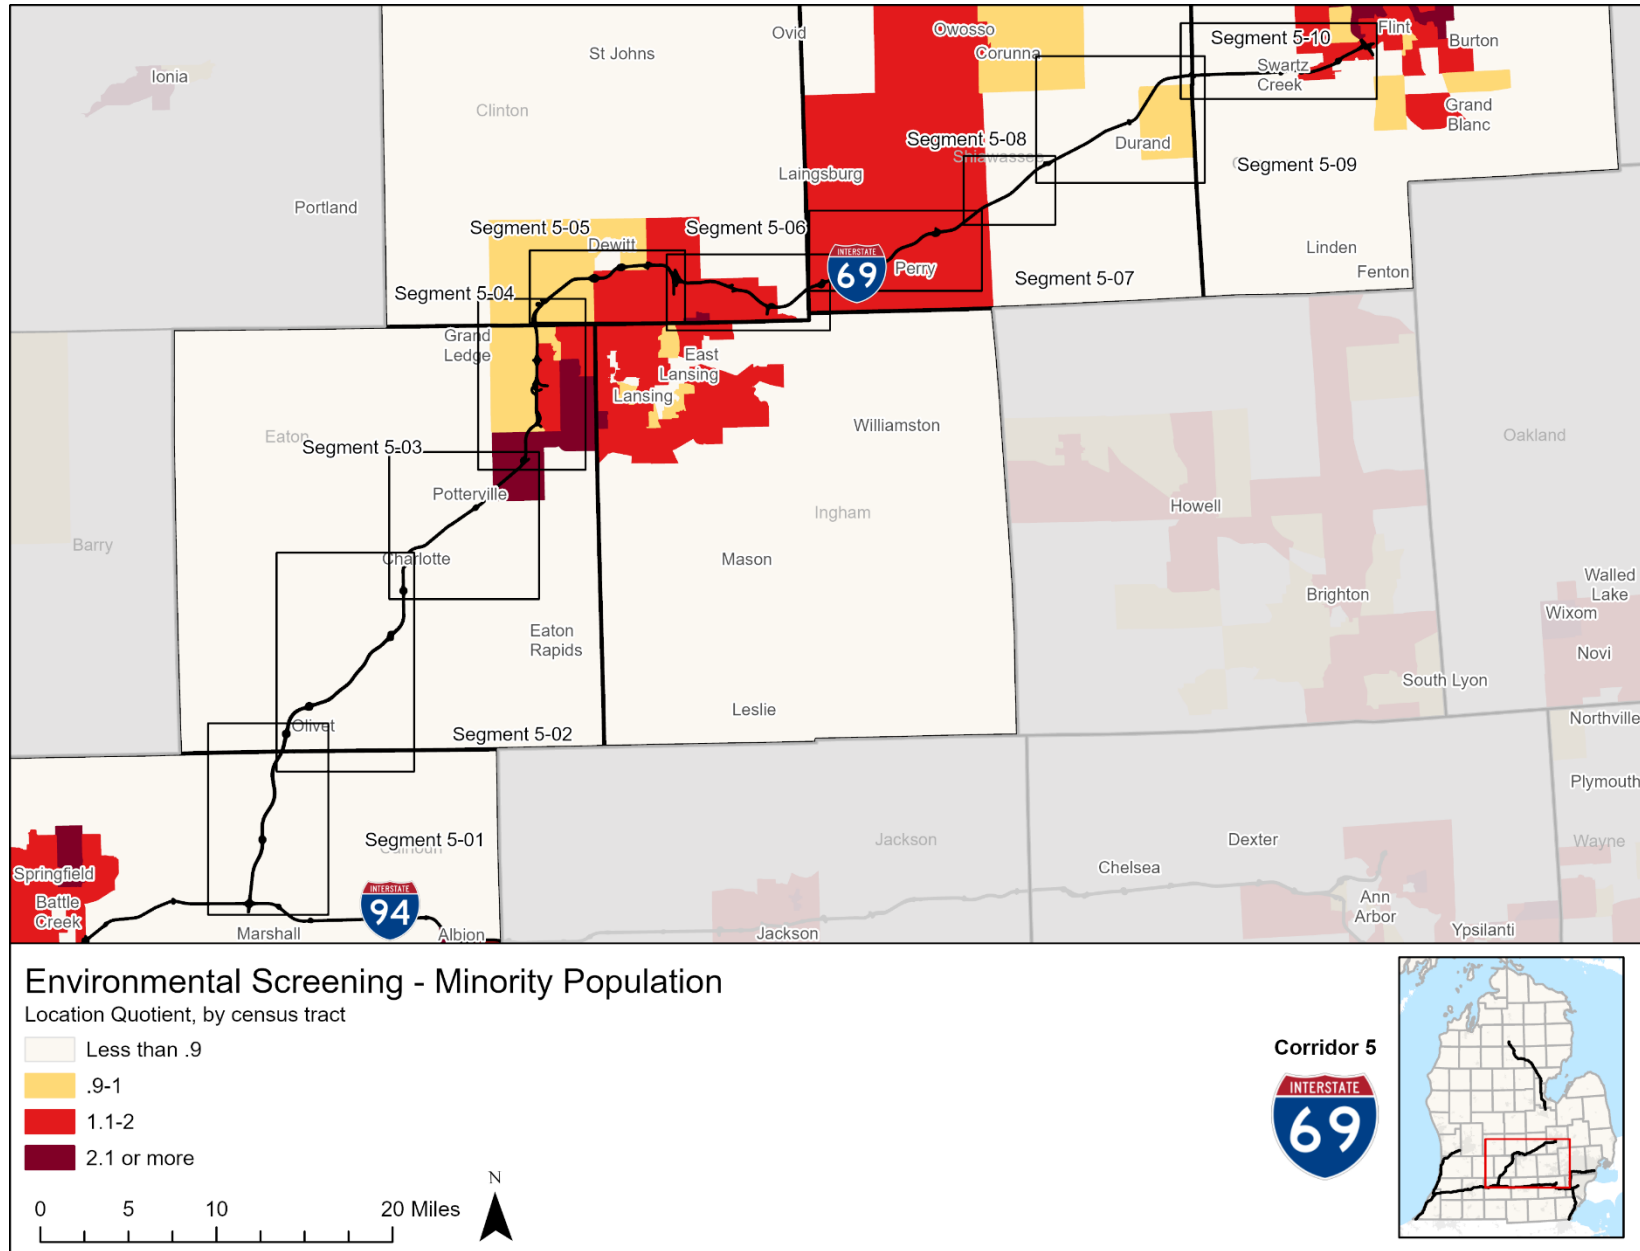 Ovid
Owosso
Corunna
Segment 5-10
Flint
Burton
St Johns
Swartz
Creek
Ionia
Clinton
Grand
Blanc
Segment 5-08
Shiawassee
Durand
Segment 5-09
Laingsburg
Portland
Segment 5-05
Dewitt
Segment 5-06
Linden
Fenton
INTERSTATE
69
Perry
Segment 5-07
Segment 5-04
Grand
Ledge
East
Lansing
Lansing
Eaton
Segment 5-03
Williamston
Oakland
Potterville
Howell
Ingham
Barry
Charlotte
Mason
Walled
Lake
Brighton
Wixom
Eaton
Rapids
Novi
South Lyon
Leslie
Northville
Olivet
Segment 5-02
Plymouth
Segment 5-01
Calhoun
Jackson
Dexter
Wayne
Springfield
Chelsea
Battle
Creek
INTERSTATE
94
Ann
Arbor
Marshall
Albion
Jackson
Ypsilanti
Environmental Screening - Minority Population
Location Quotient, by census tract
Less than .9
.9-1
1.1-2
2.1 or more
0 5 10 20 Miles
N
Corridor 5
INTERSTATE
69